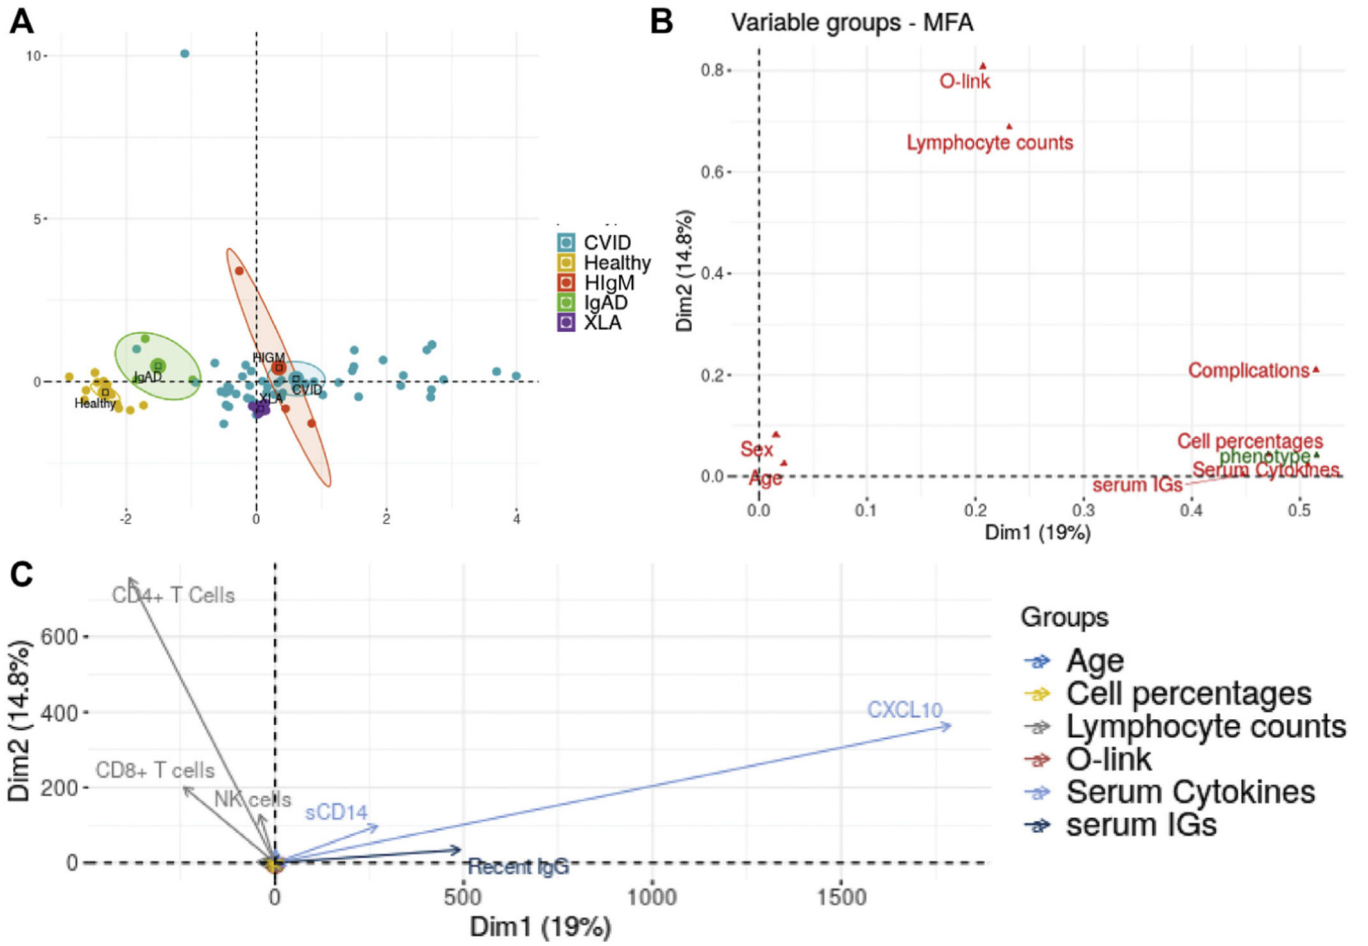 A
10
5
0
-2
0
2
4
IgAD
Healthy
HIGM
CVID
XLA
CVID
Healthy
HIgM
IgAD
XLA
B
Variable groups - MFA
Dim2 (14.8%)
0.8
0.6
0.4
0.2
0.0
O-link
Lymphocyte counts
Complications
Cell percentages
phenotype
Serum Cytokines
serum IGs
Sex
Age
0.0
0.1
0.2
0.3
0.4
0.5
Dim1 (19%)
C
Dim2 (14.8%)
600
400
200
0
CD4+ T Cells
CD8+ T cells
NK cells
sCD14
CXCL10
Recent IgG
0
500
1000
1500
Dim1 (19%)
Groups
a Age
a Cell percentages
a Lymphocyte counts
a O-link
a Serum Cytokines
a serum IGs